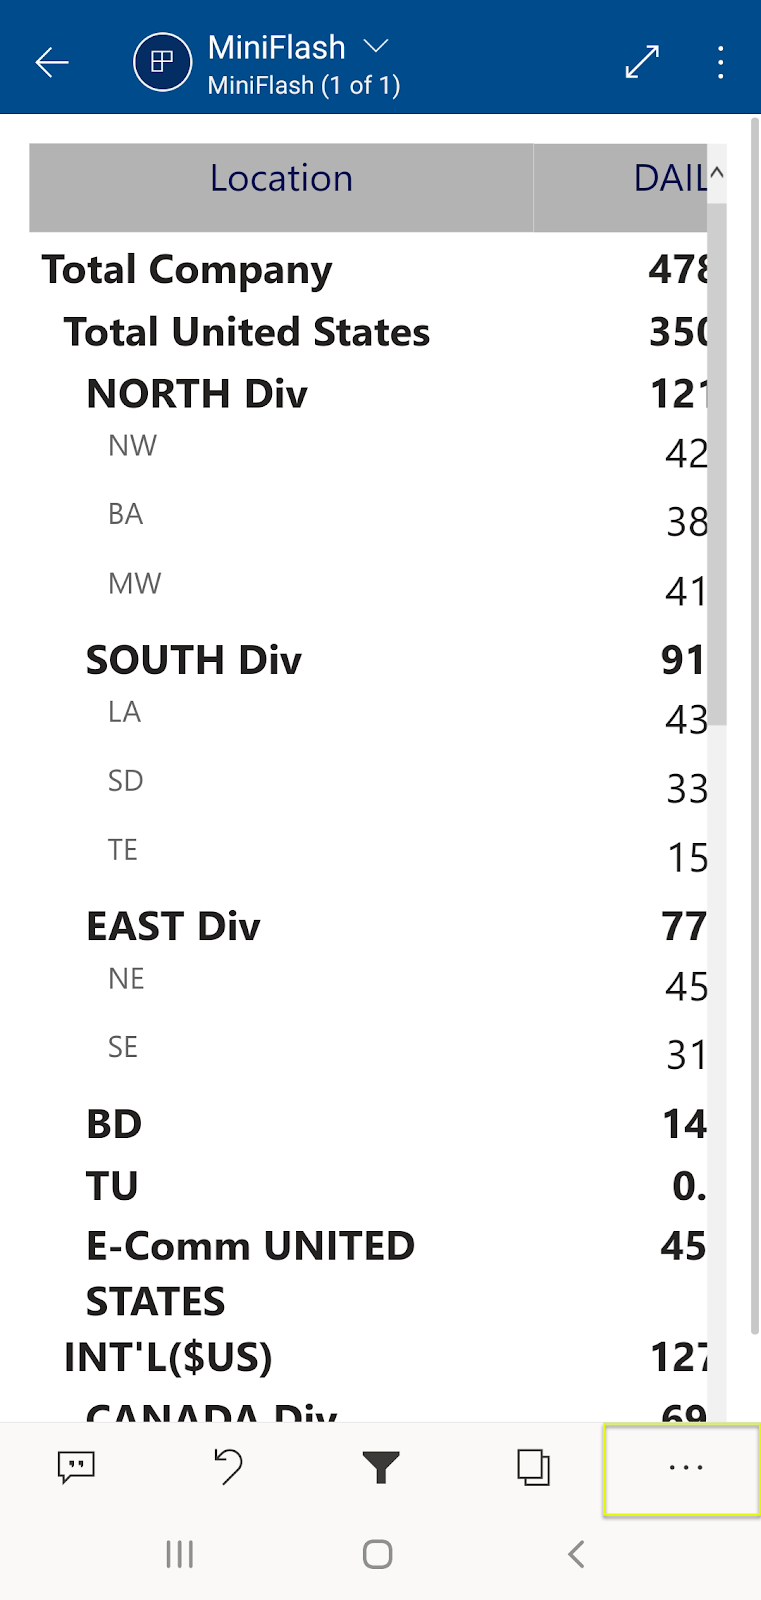 MiniFlash
MiniFlash (1 of 1)
Location DAIL
Total Company 478
Total United States 350
NORTH Div 121
NW 42
BA 38
MW 41
SOUTH Div 91
LA 43
SD 33
TE 15
EAST Div 77
NE 45
SE 31
BD 14
TU 0.
E-Comm UNITED 45
STATES
INT'L($US) 127
CANADA Div 69